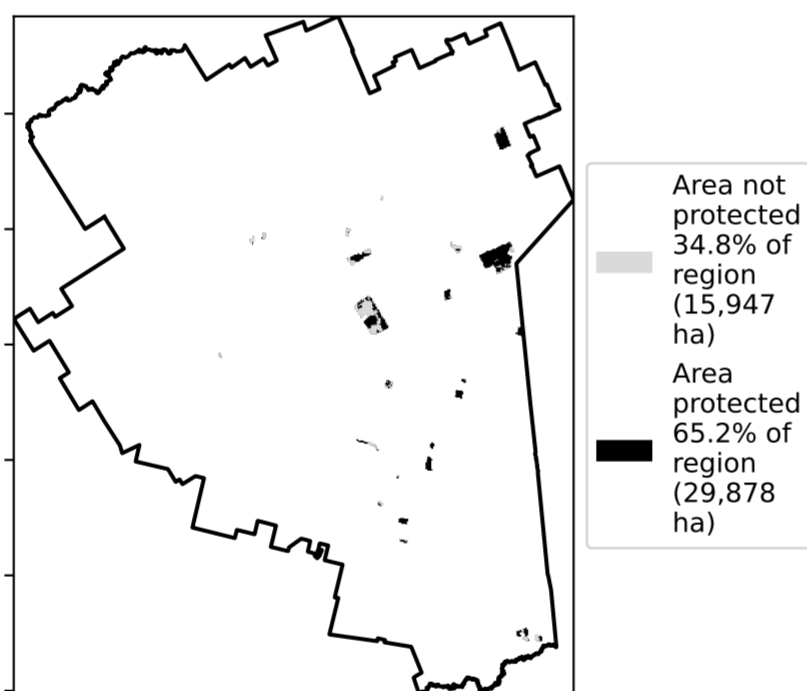 Area not
protected
34.8% of
region
(15,947
ha)
Area
protected
65.2% of
region
(29,878
ha)